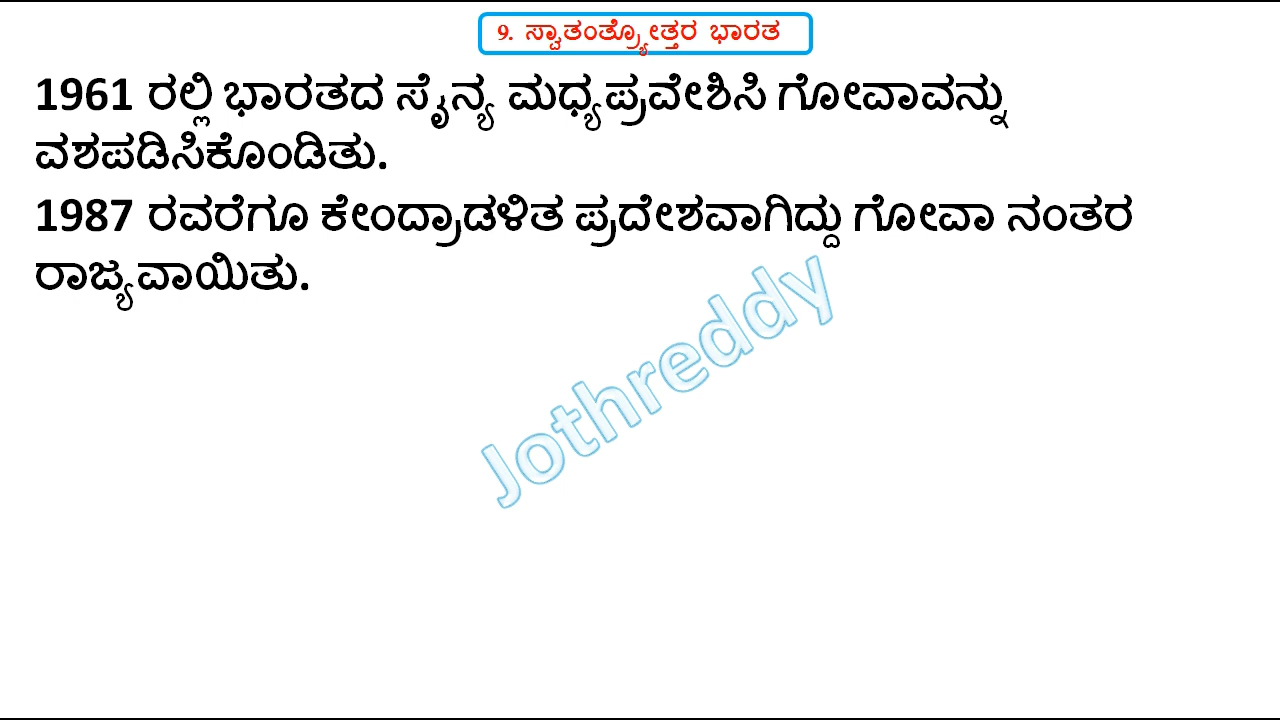 9. ಸ್ವಾತಂತ್ರ್ಯೋತ್ತರ ಭಾರತ
1961 ರಲ್ಲಿ ಭಾರತದ ಸೈನ್ಯ ಮಧ್ಯಪ್ರವೇಶಿಸಿ ಗೋವಾವನ್ನು
ವಶಪಡಿಸಿಕೊಂಡಿತು.
1987 ರವರೆಗೂ ಕೇಂದ್ರಾಡಳಿತ ಪ್ರದೇಶವಾಗಿದ್ದು ಗೋವಾ ನಂತರ
ರಾಜ್ಯವಾಯಿತು.
Jothreddy